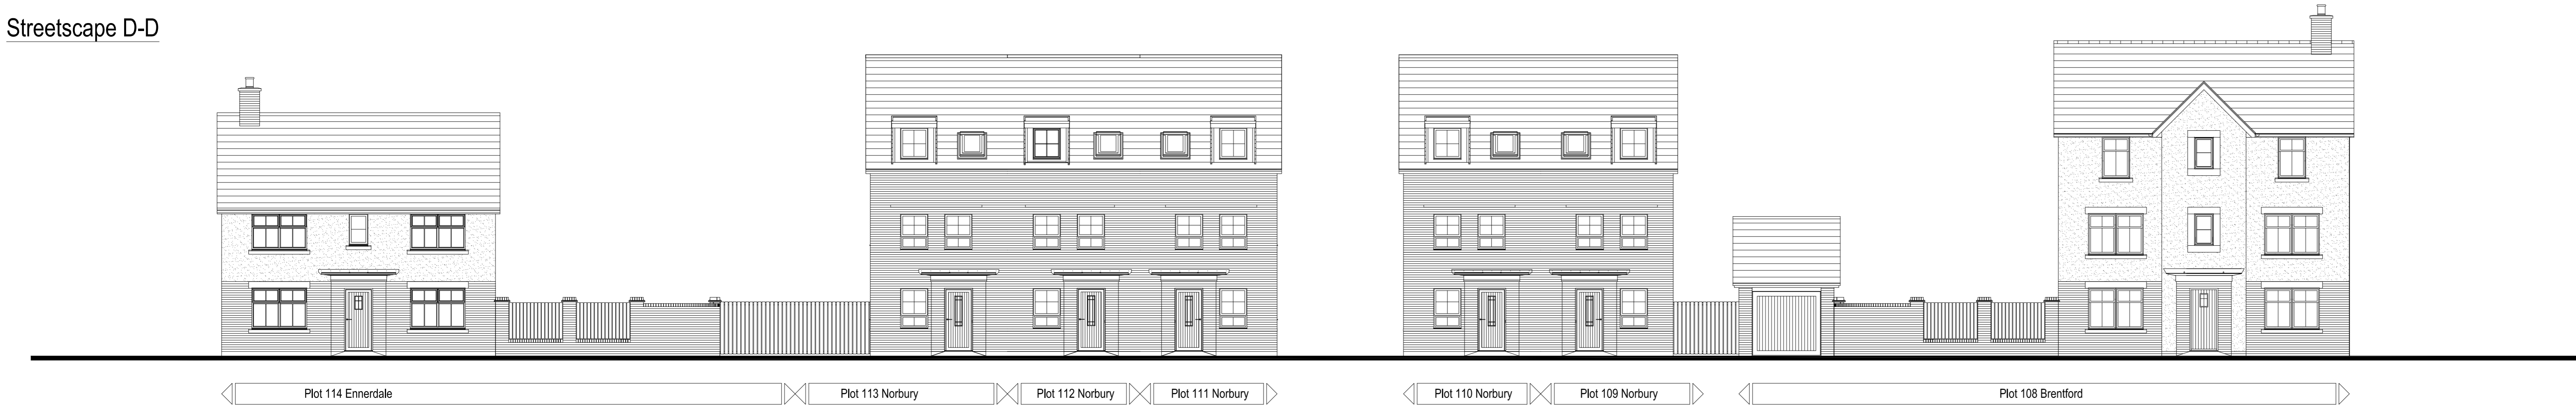 Streetscape D-D
Plot 114 Ennerdale
Plot 113 Norbury
Plot 112 Norbury
Plot 111 Norbury
Plot 110 Norbury
Plot 109 Norbury
Plot 108 Brentford